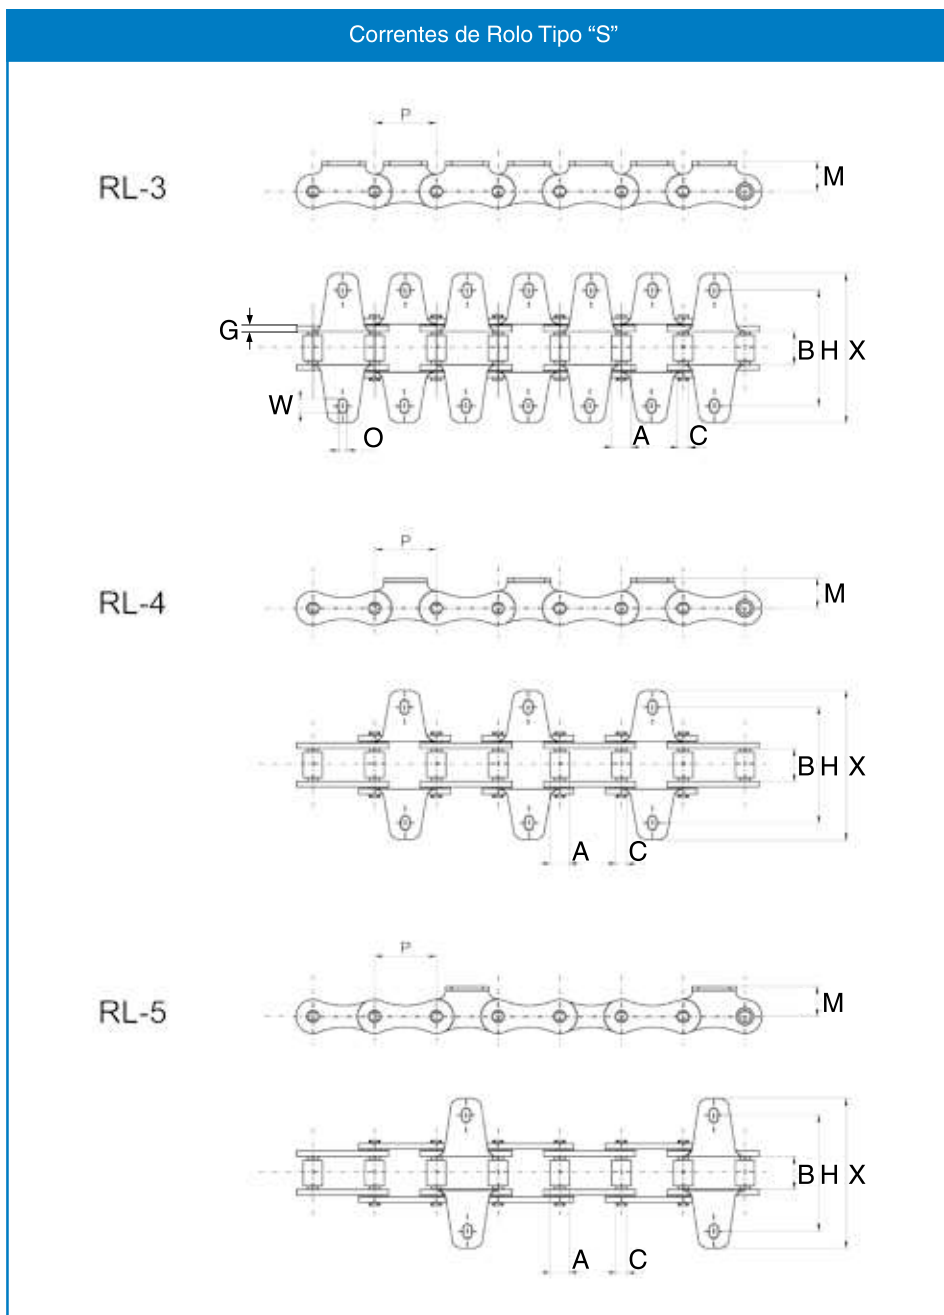 Correntes de Rolo Tipo “S”
P
RL-3
M
G
B H X
W
O
A
C
P
RL-4
M
B H X
A
C
P
RL-5
M
B H X
A
C